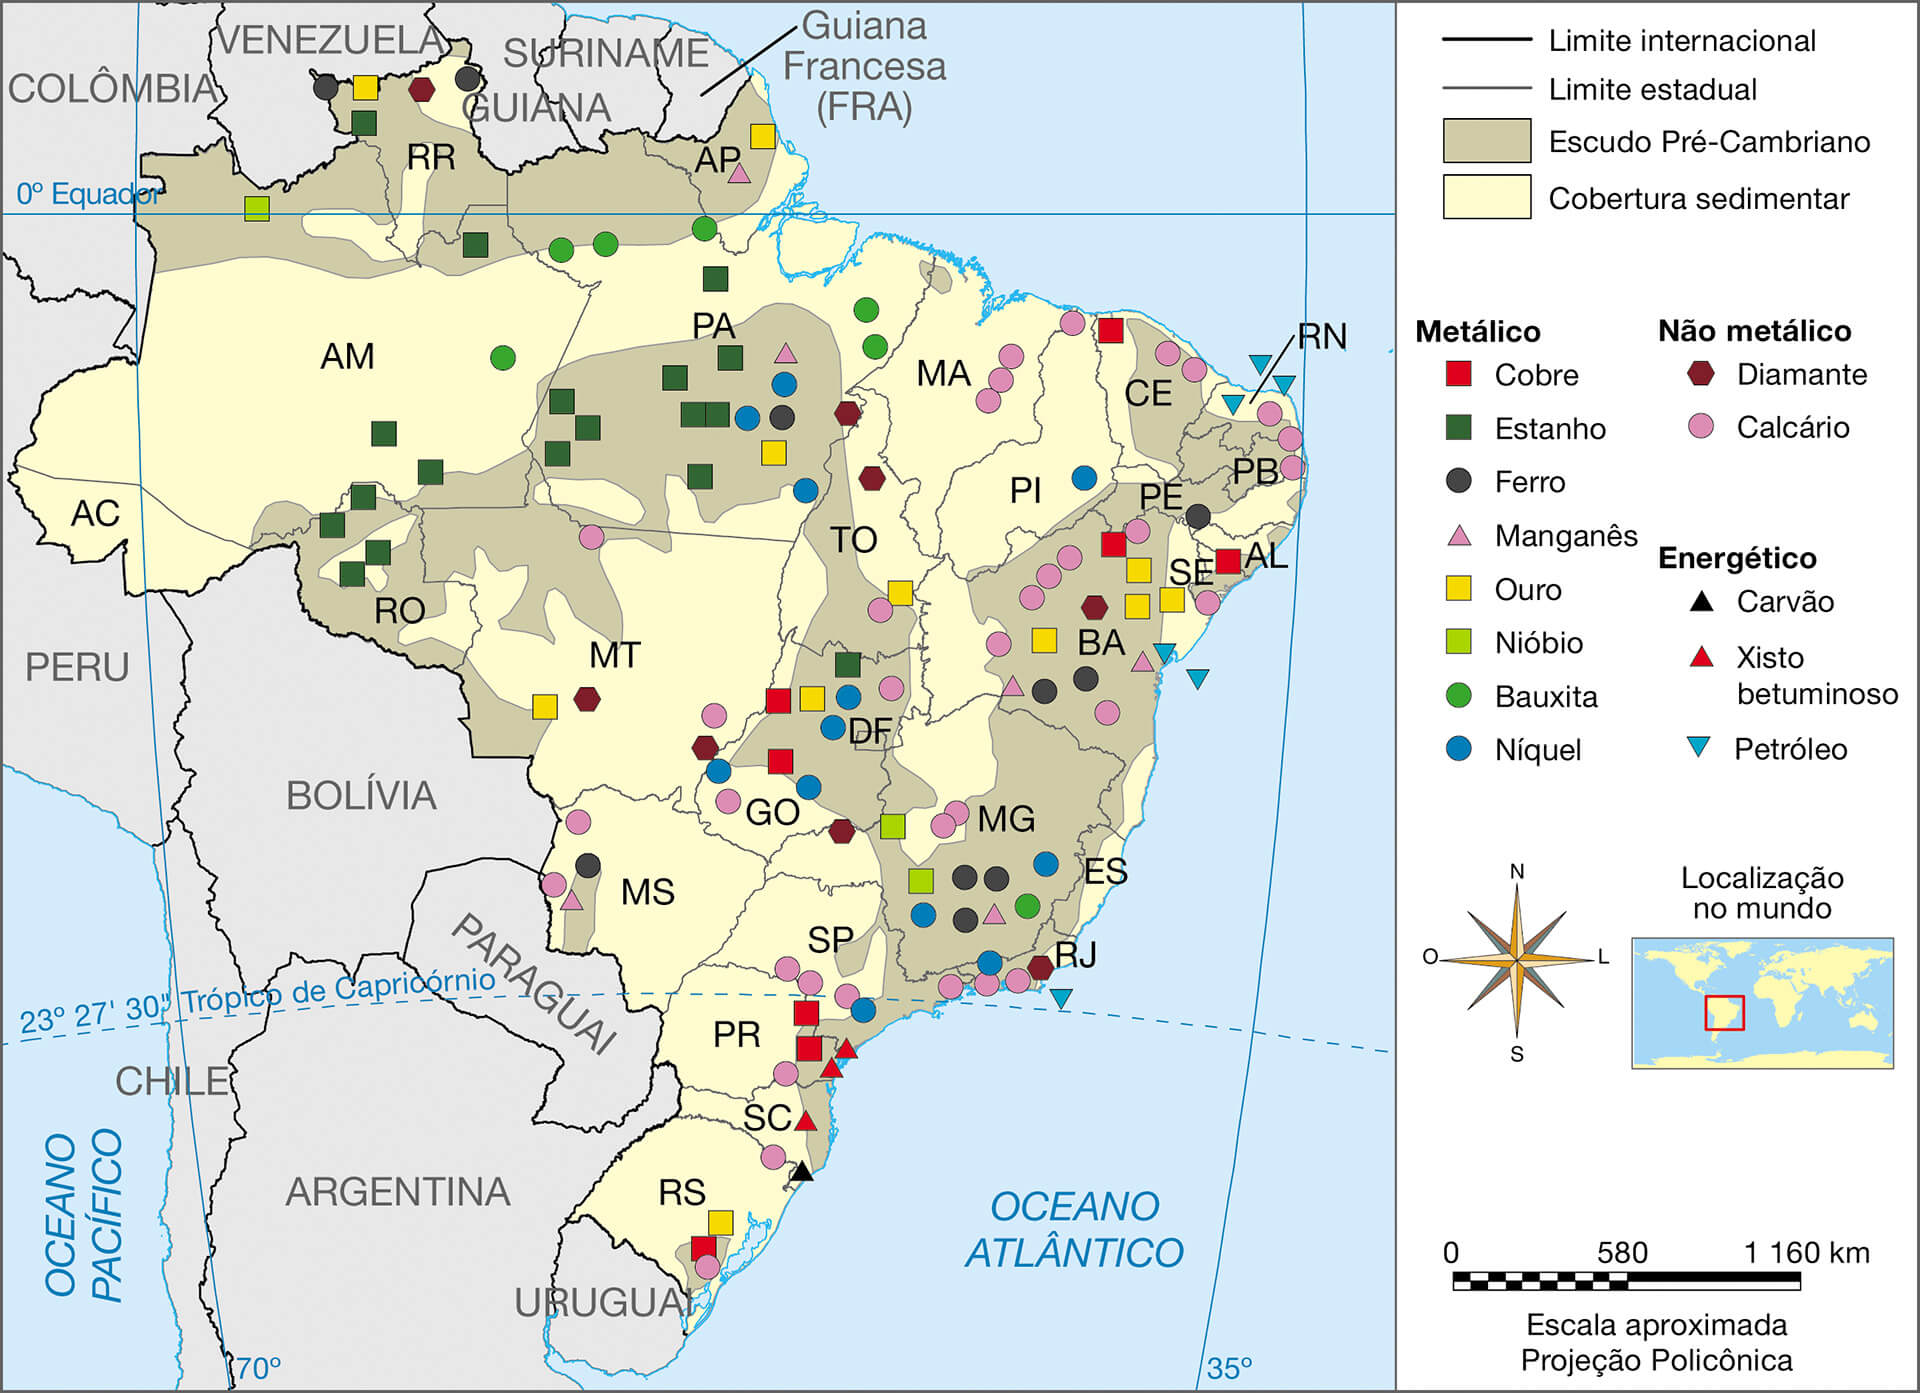 VENEZUELA
SURINAME
Guiana
Francesa
(FRA)
COLÔMBIA
GUIANA
RR
AP
0º Equador
AM
PA
MA
CE
RN
PI
PE
PB
AC
TO
AL
SE
RO
BA
MT
PERU
DF
BOLÍVIA
GO
MG
MS
ES
SP
RJ
PARAGUAI
23º 27' 30" Trópico de Capricórnio
PR
CHILE
SC
RS
ARGENTINA
OCEANO
PACÍFICO
OCEANO
ATLÂNTICO
URUGUAI
70º
35º
Limite internacional
Limite estadual
Escudo Pré-Cambriano
Cobertura sedimentar
Metálico
Cobre
Estanho
Ferro
Manganês
Ouro
Nióbio
Bauxita
Níquel
Não metálico
Diamante
Calcário
Energético
Carvão
Xisto
betuminoso
Petróleo
N
O
L
S
Localização
no mundo
0 580 1 160 km
Escala aproximada
Projeção Policônica